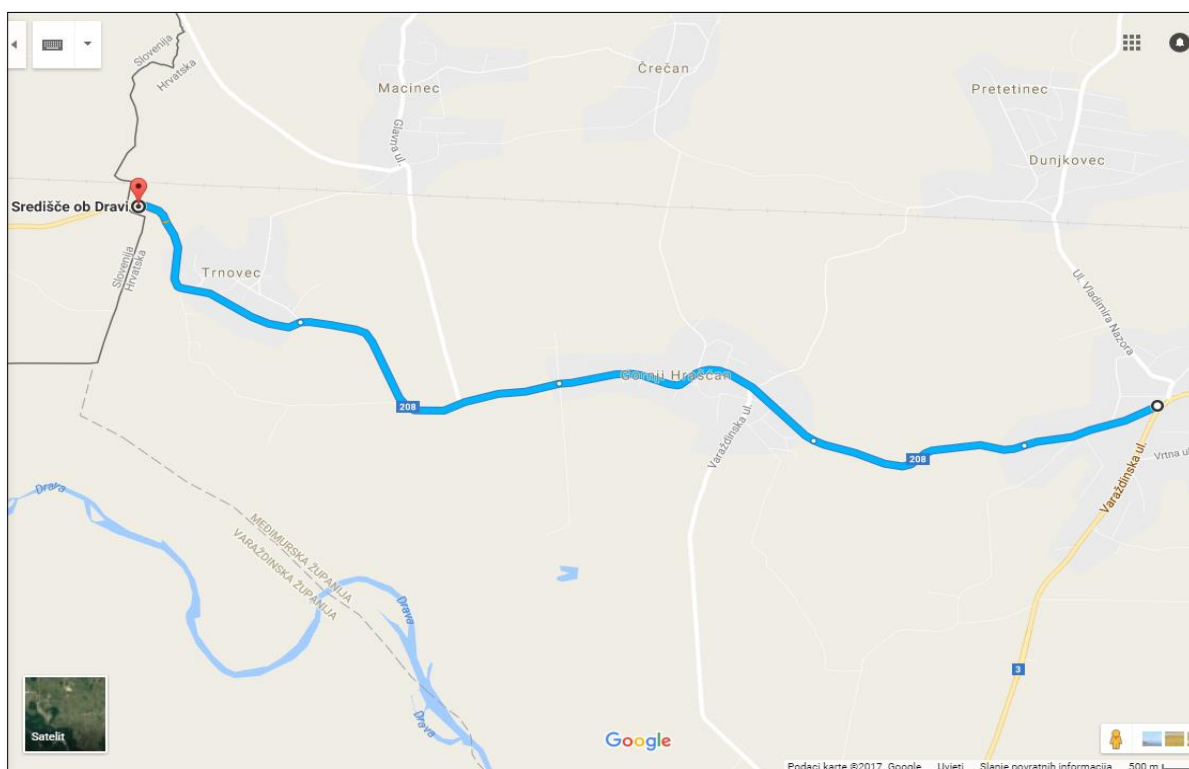 Slovenija
Hrvatska
Macinec
Črečan
Pretetinec
Glavna ul.
Dunjkovec
Središče ob Dravi
Slovenija
Hrvatska
Trnovec
Ul. Vladimira Nazora
Gornji Hrašćan
208
Varaždinska ul.
208
Vrtna ul
Varaždinska ul.
Drava
MEĐIMURSKA ŽUPANIJA
VARAŽDINSKA ŽUPANIJA
Drava
Drava
3
Drava
Satelit
Google
Podaci karte ©2017 Google Uvjeti Slanje povratnih informacija 500 m